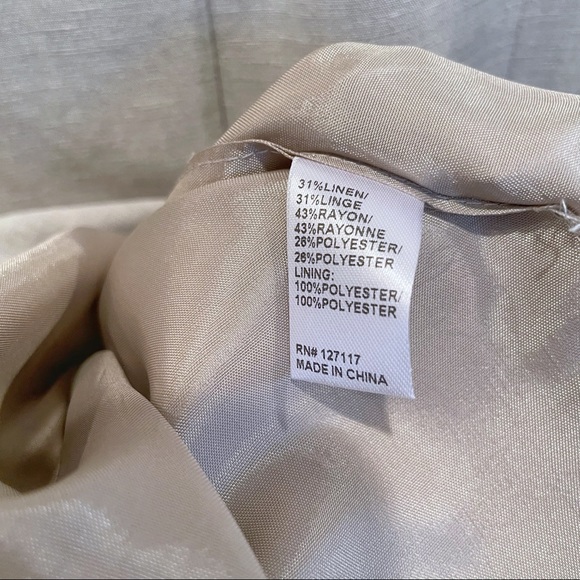 31%LINEN/
31%LINGE
43%RAYON/
43%RAYONNE
26%POLYESTER/
26%POLYESTER
LINING:
100%POLYESTER/
100%POLYESTER
RN# 127117
MADE IN CHINA